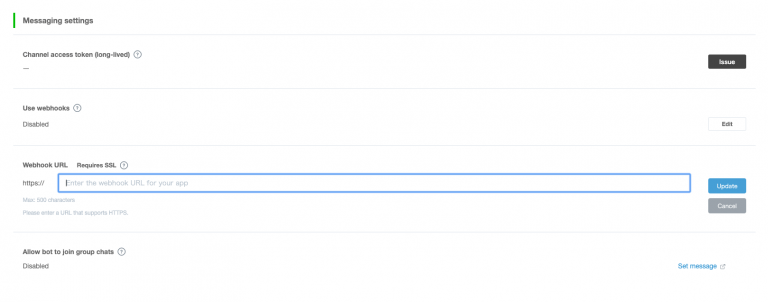 Messaging settings
Channel access token (long-lived) ?
—
Issue
Use webhooks ?
Disabled
Edit
Webhook URL Requires SSL ?
https://
Enter the webhook URL for your app
Update
Max: 500 characters
Cancel
Please enter a URL that supports HTTPS.
Allow bot to join group chats ?
Disabled
Set message